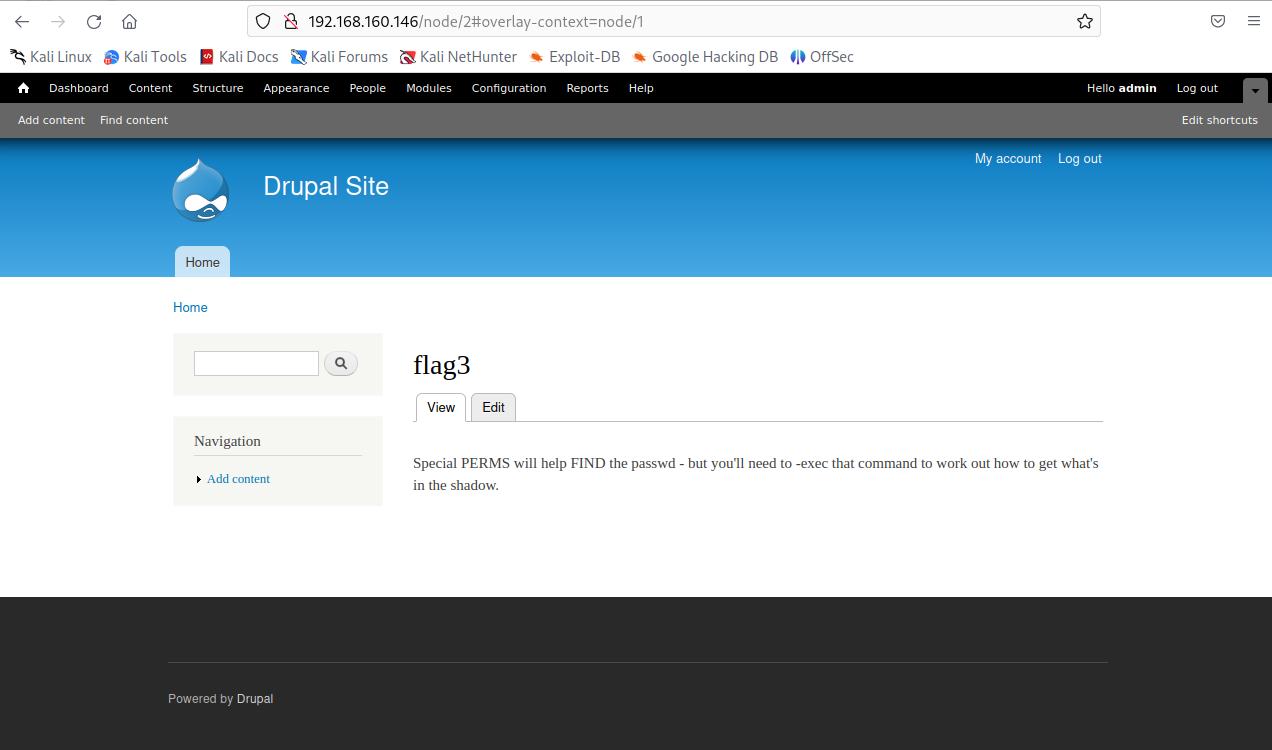 192.168.160.146/node/2#overlay-context=node/1
Kali Linux Kali Tools Kali Docs Kali Forums Kali NetHunter Exploit-DB Google Hacking DB OffSec
Dashboard Content Structure Appearance People Modules Configuration Reports Help Hello admin Log out
Add content Find content Edit shortcuts
My account Log out
Drupal Site
Home
Home
flag3
View Edit
Navigation
Add content
Special PERMS will help FIND the passwd - but you'll need to -exec that command to work out how to get what's
in the shadow.
Powered by Drupal